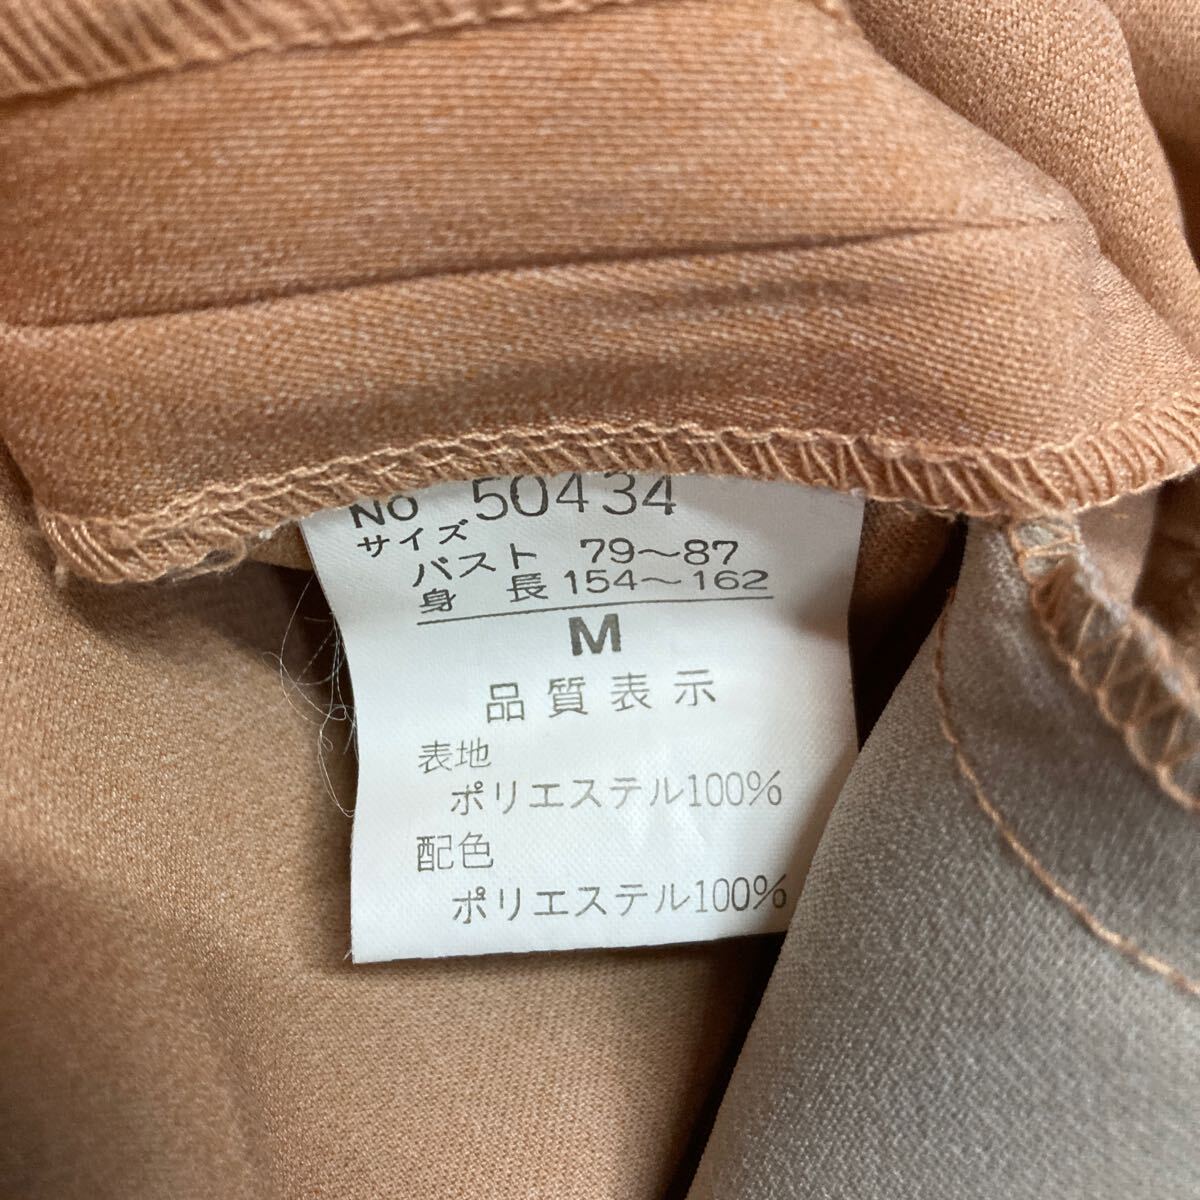 No 50434
サイズ
バスト 79～87
身長 154～162
M
品質表示
表地
ポリエステル100%
配色
ポリエステル100%